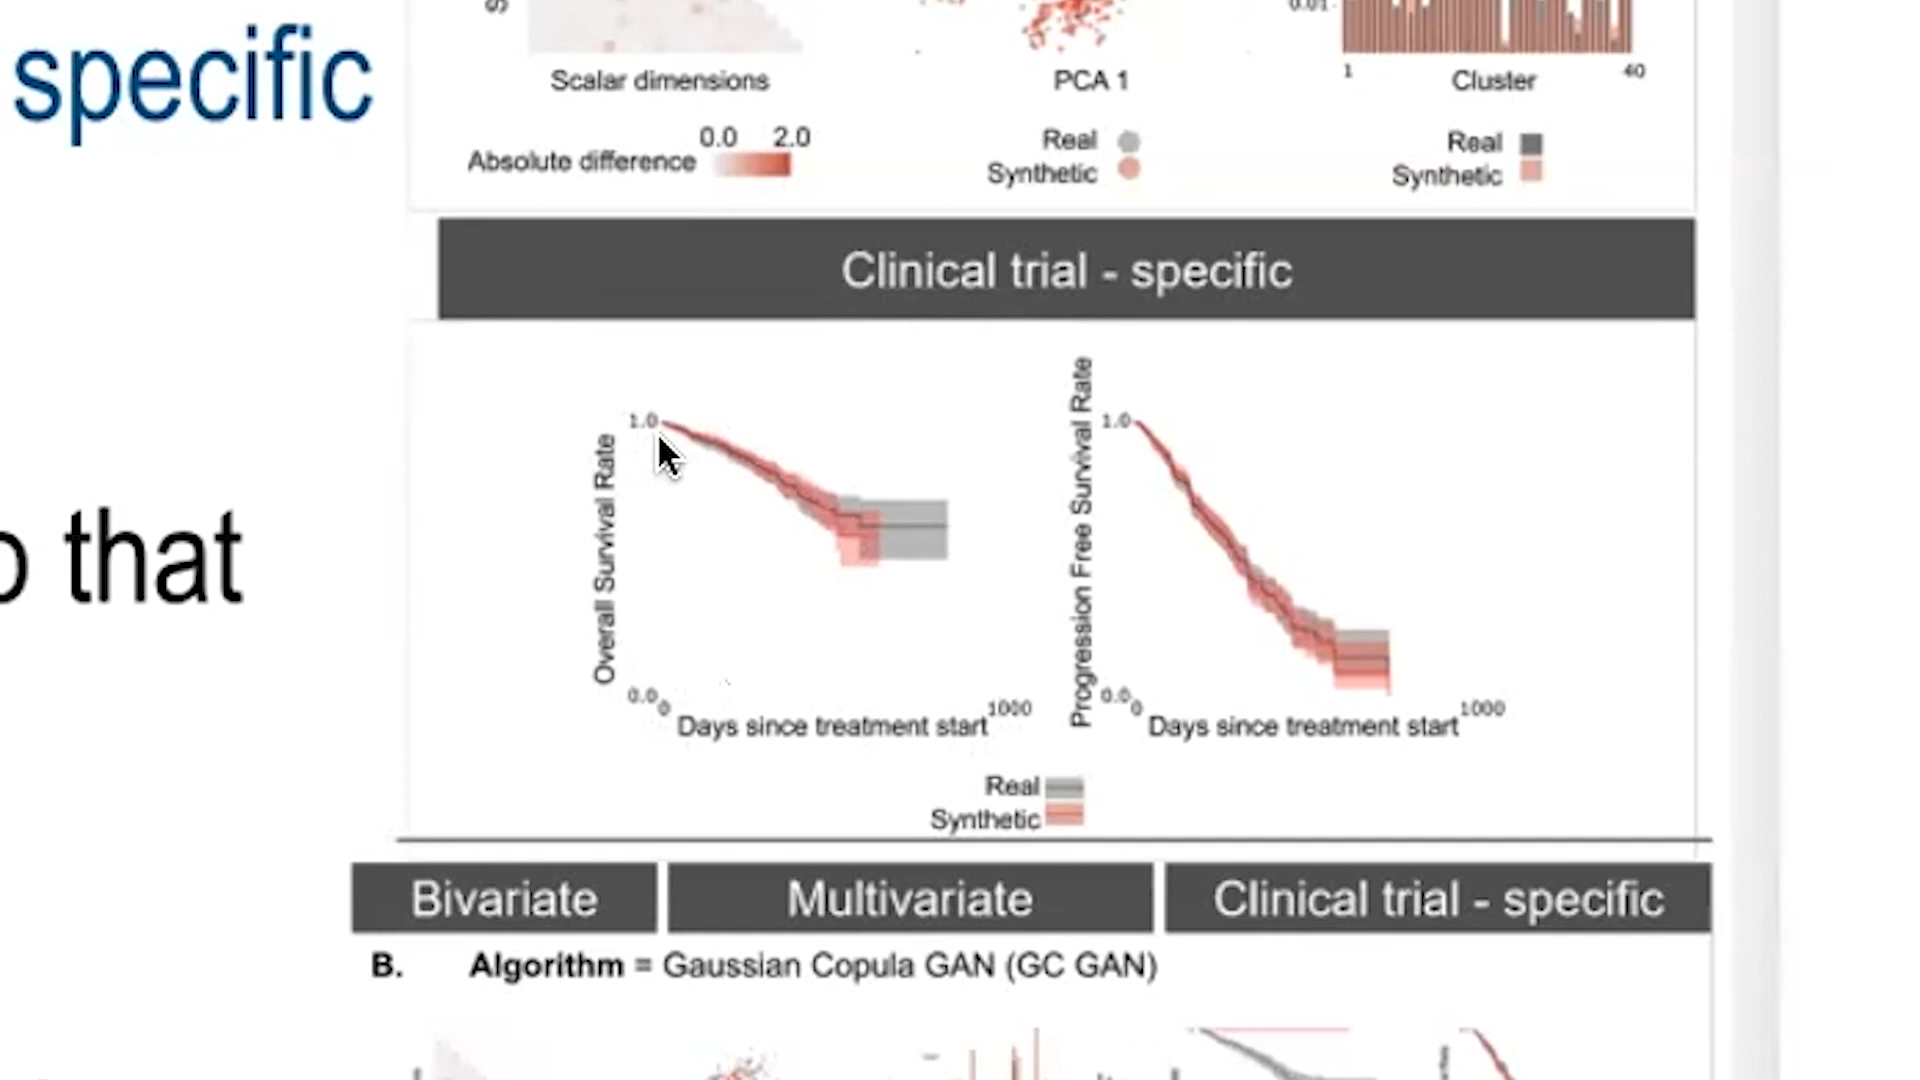 specific
o that
S
0.01
Scalar dimensions
PCA 1
1
40
Cluster
0.0 2.0
Absolute difference
Real
Synthetic
Real
Synthetic
Clinical trial - specific
Overall Survival Rate
1.0
0.0
0
1000
Days since treatment start
Progression Free Survival Rate
1.0
0.0
0
1000
Days since treatment start
Real
Synthetic
Bivariate
Multivariate
Clinical trial - specific
B. Algorithm = Gaussian Copula GAN (GC GAN)